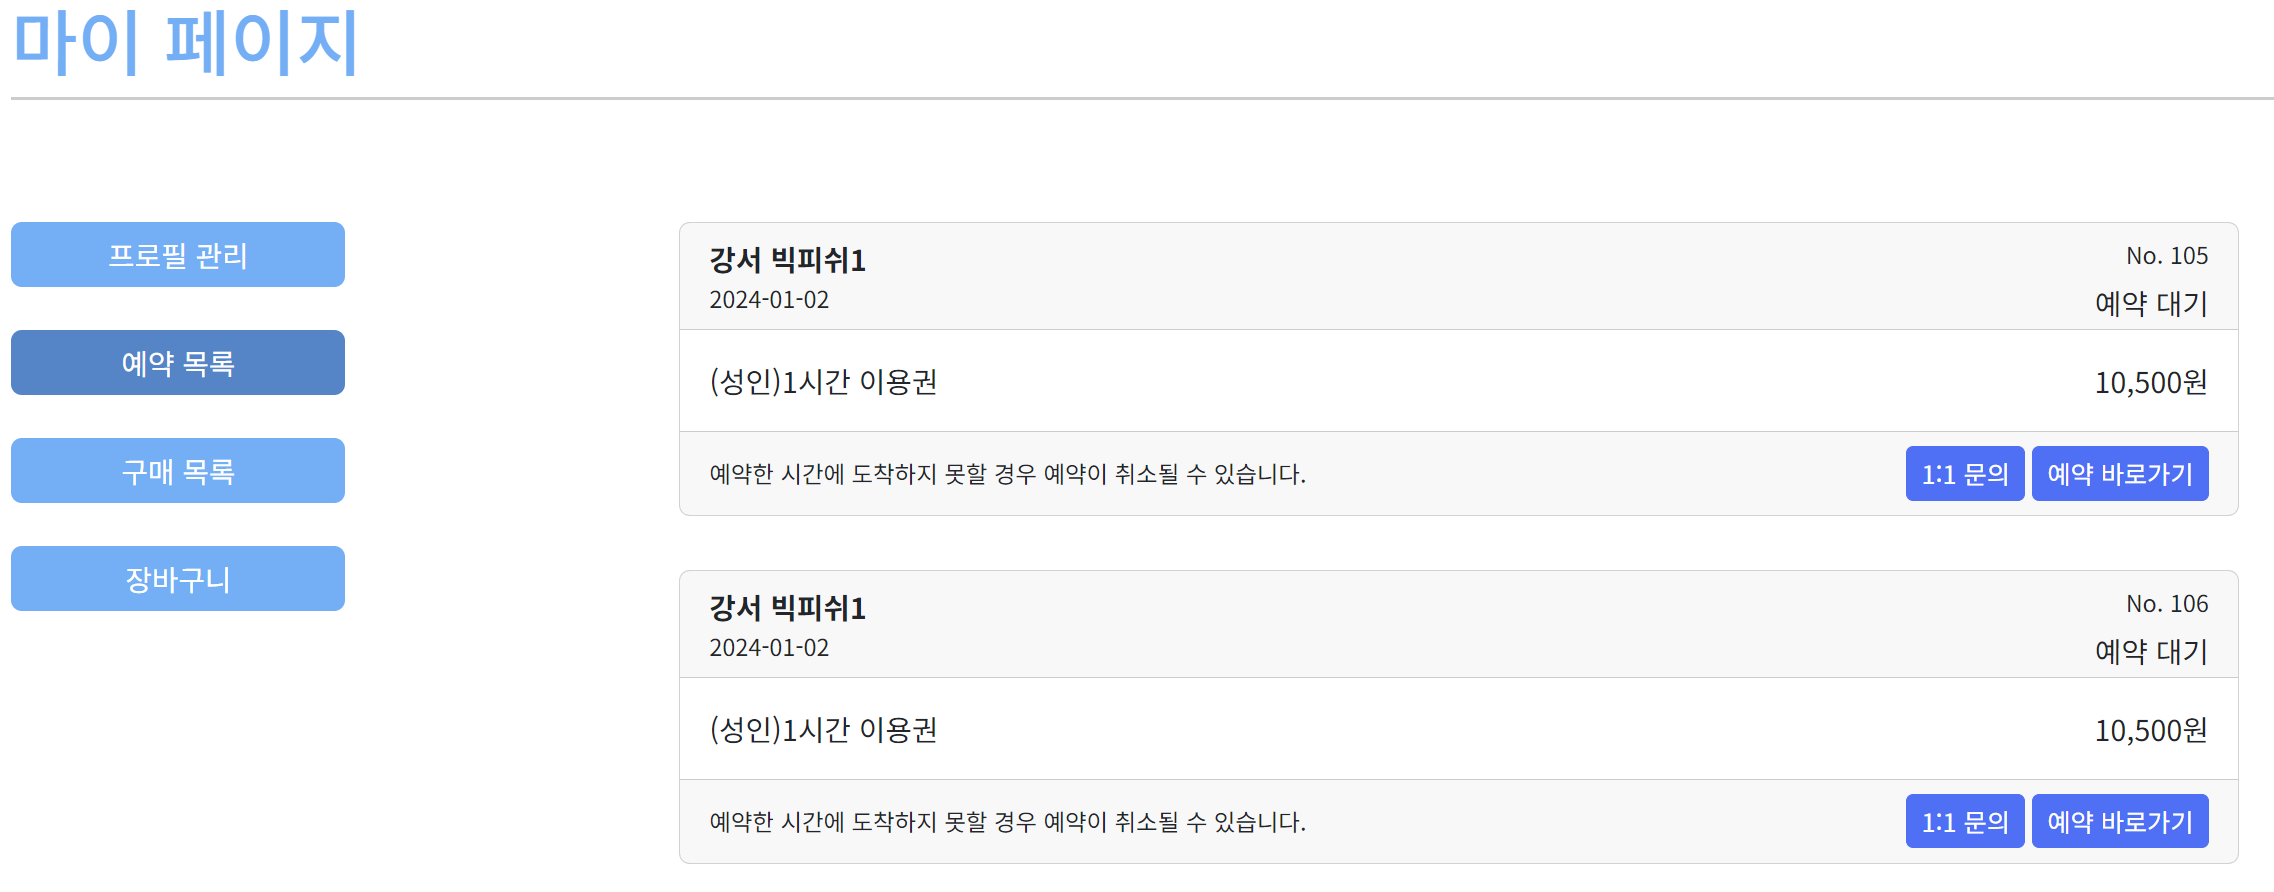 마이 페이지
프로필 관리
예약 목록
구매 목록
장바구니
강서 빅피쉬1
No. 105
2024-01-02
예약 대기
(성인)1시간 이용권
10,500원
예약한 시간에 도착하지 못할 경우 예약이 취소될 수 있습니다.
1:1 문의
예약 바로가기
강서 빅피쉬1
No. 106
2024-01-02
예약 대기
(성인)1시간 이용권
10,500원
예약한 시간에 도착하지 못할 경우 예약이 취소될 수 있습니다.
1:1 문의
예약 바로가기